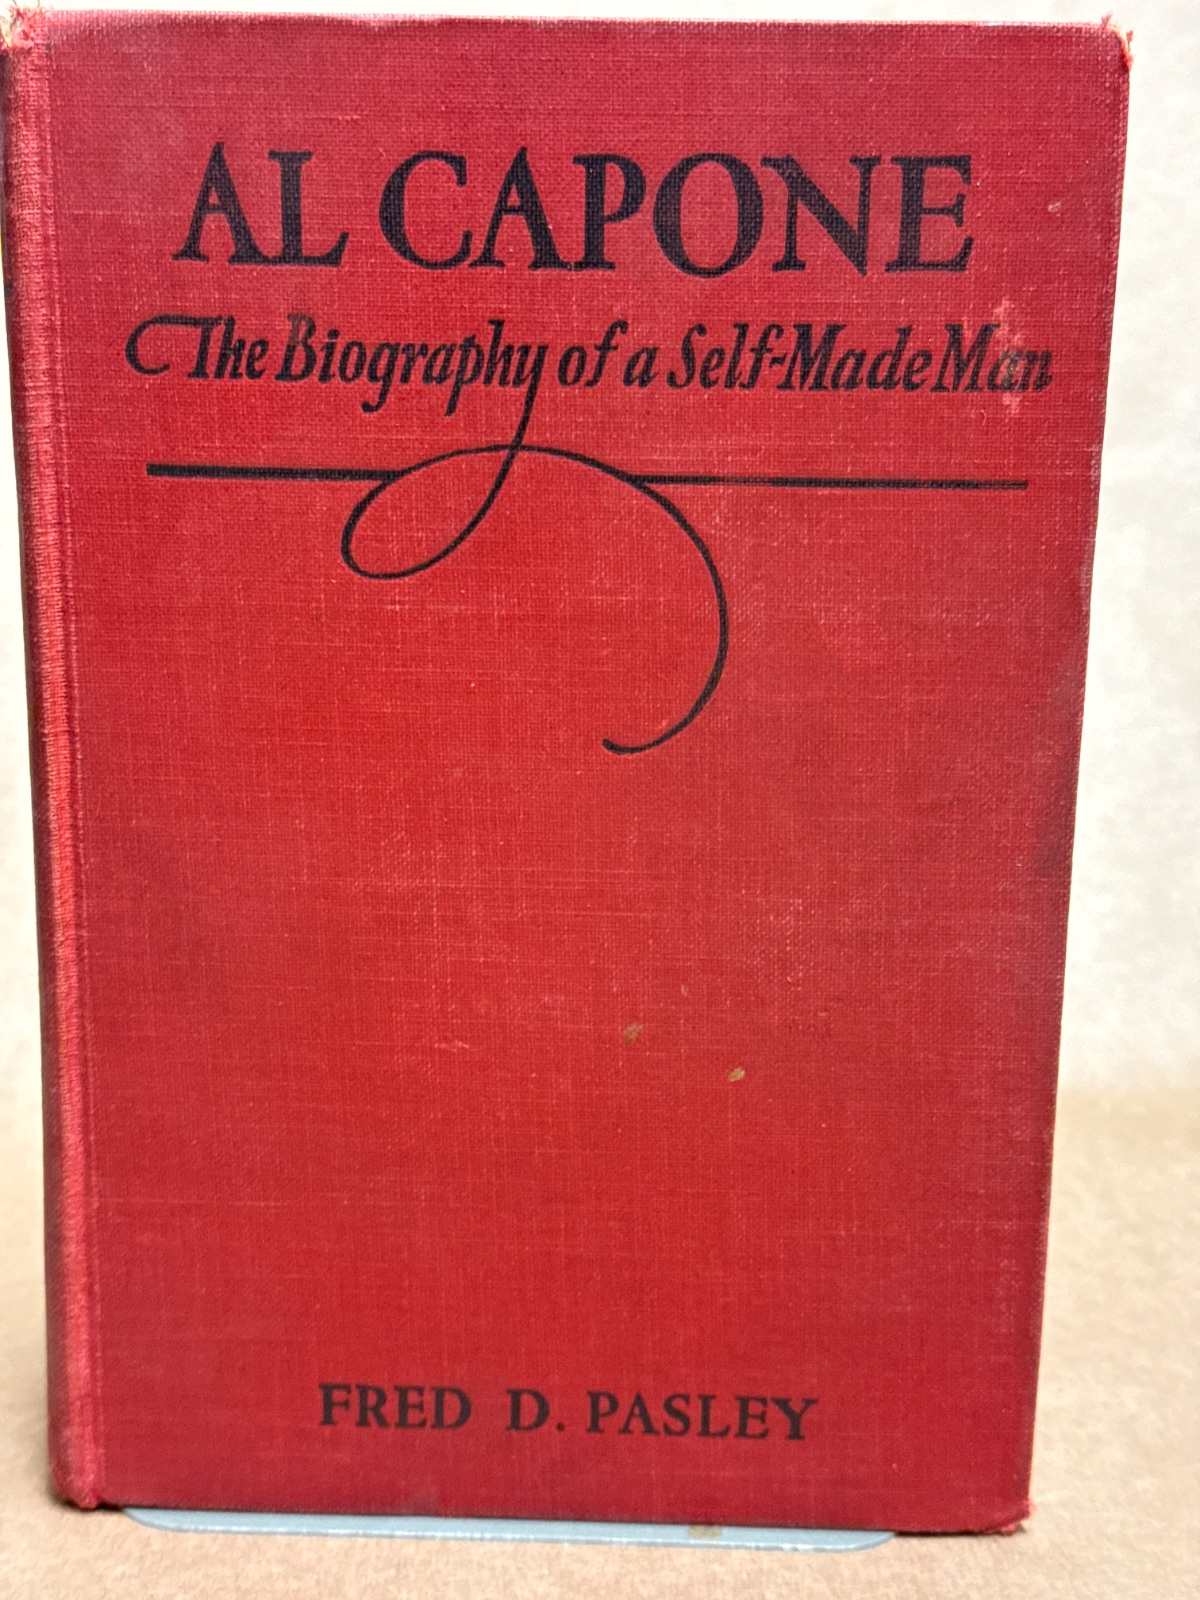 AL CAPONE
The Biography of a Self-Made Man
FRED D. PASLEY